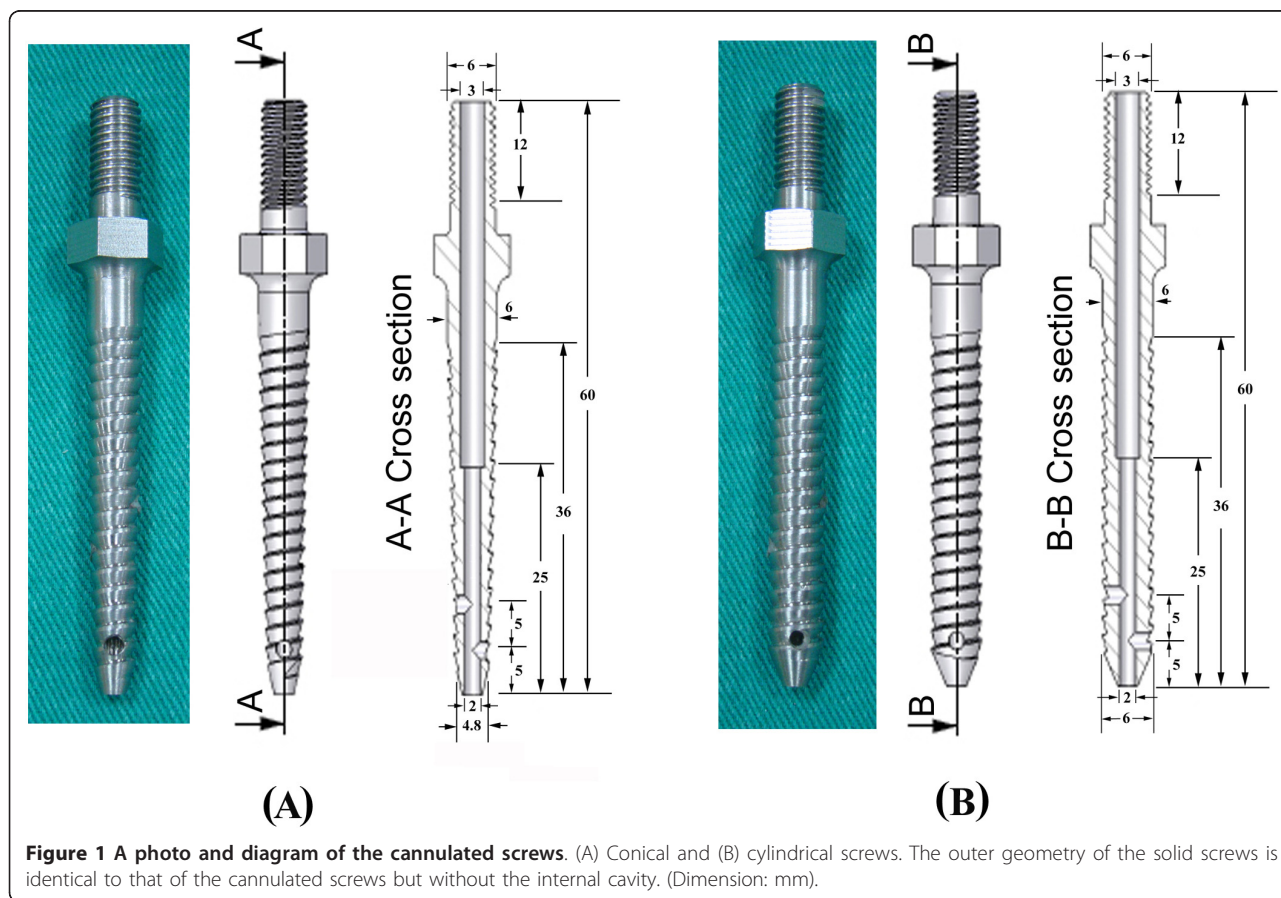 A
6
3
12
6
60
36
25
5
5
2
4.8
A-A Cross section
A
(A)
B
6
3
12
6
60
36
25
5
5
2
6
B-B Cross section
B
(B)
Figure 1 A photo and diagram of the cannulated screws. (A) Conical and (B) cylindrical screws. The outer geometry of the solid screws is
identical to that of the cannulated screws but without the internal cavity. (Dimension: mm).